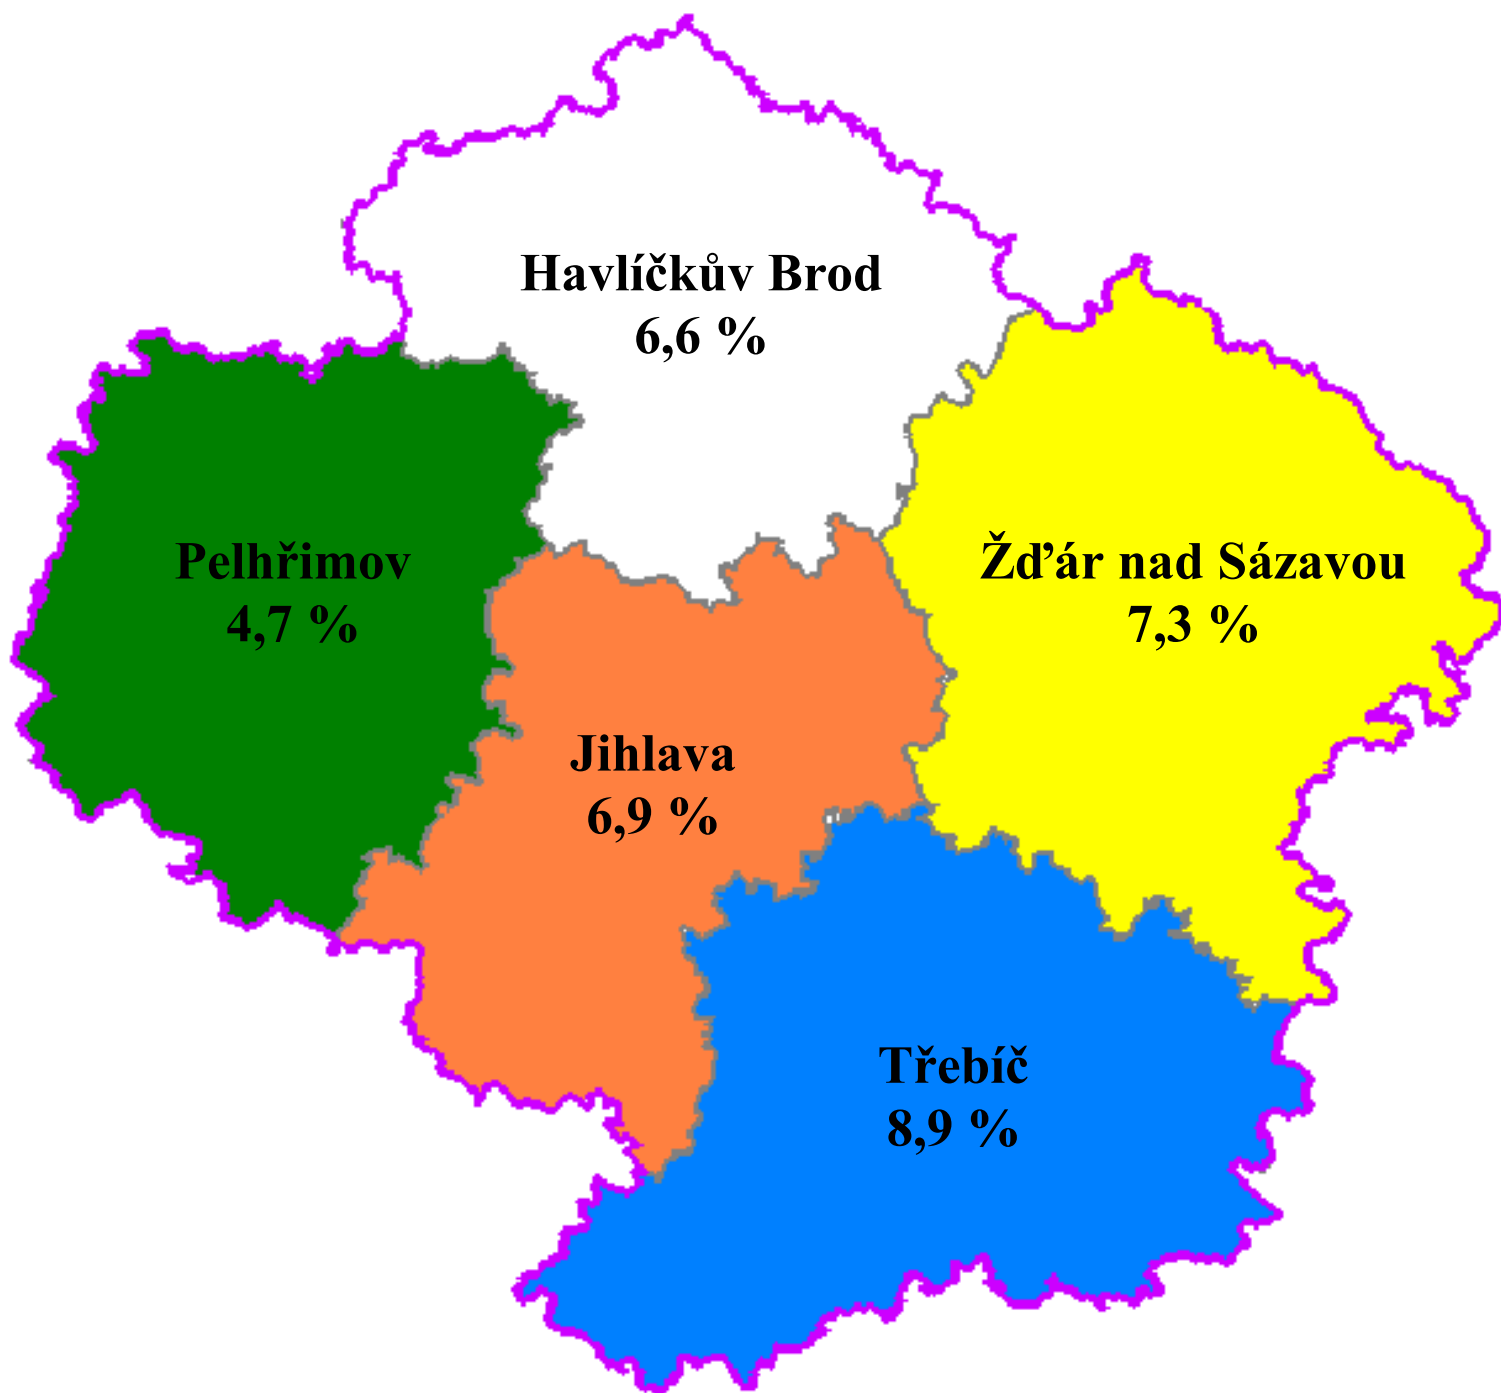 Havlíčkův Brod
6,6 %
Pelhřimov
4,7 %
Žďár nad Sázavou
7,3 %
Jihlava
6,9 %
Třebíč
8,9 %